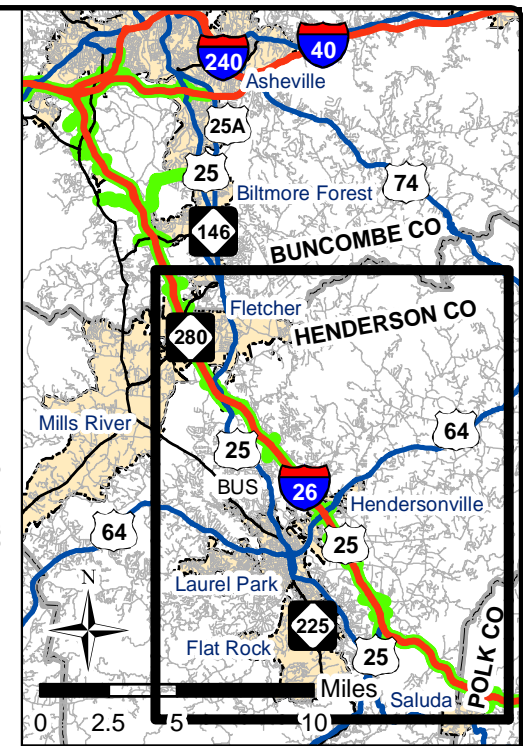 240
40
Asheville
25A
25
74
Biltmore Forest
146
BUNCOMBE CO
Fletcher
HENDERSON CO
280
Mills River
64
25
BUS
26
Hendersonville
64
25
N
Laurel Park
225
Flat Rock
25
POLK CO
Miles
Saluda
0 2.5 5 10